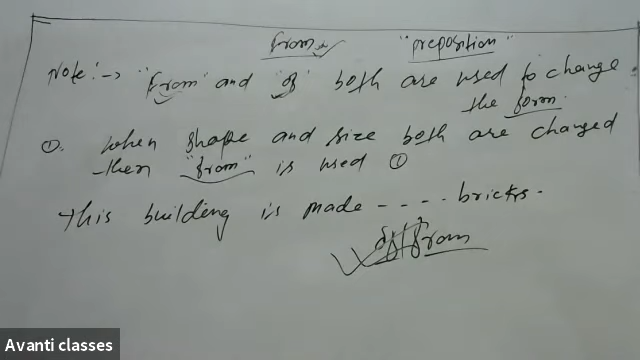 from "preposition"
Note:→ "from" and "of" both are used to change
the form.
①. when shape and size both are changed
then "from" is used ①
This building is made - - - - bricks.
of/from
Avanti classes